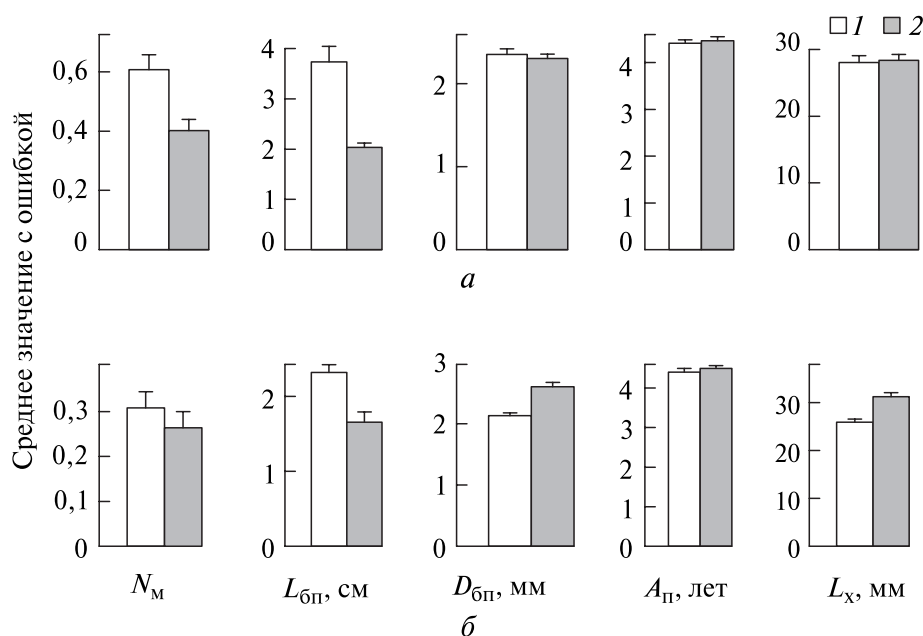 1 2
Среднее значение с ошибкой
0,6 4 2 4 30
0,4 3 1 3 20
0,2 2 0 2 10
0 1 1 0
0 0
а
0,3 2 3 4 30
0,2 1 2 3 20
0,1 0 1 2 10
0 0 1 0
0
Nм Lбп, см Dбп, мм Aп, лет Lх, мм
б